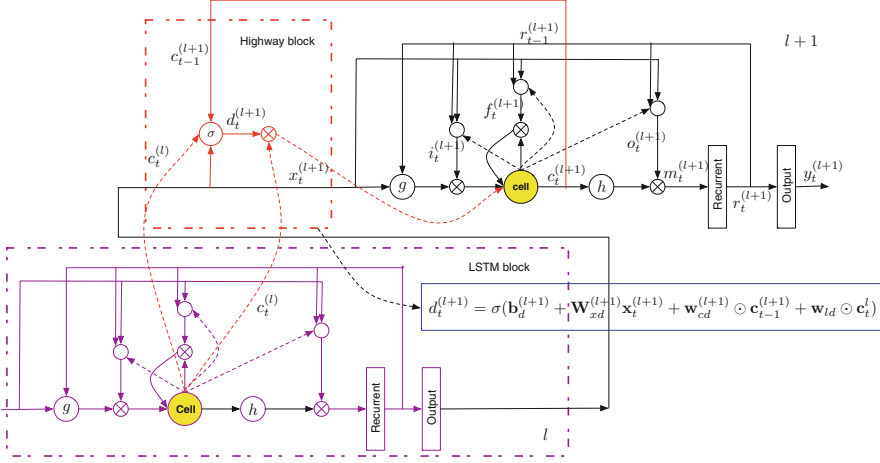 Highway block
l + 1
c_{t-1}^{(l+1)}
r_{t-1}^{(l+1)}
σ
d_t^{(l+1)}
f_t^{(l+1)}
c_t^{(l)}
i_t^{(l+1)}
o_t^{(l+1)}
x_t^{(l+1)}
g
cell
c_t^{(l+1)}
h
m_t^{(l+1)}
Recurrent
r_t^{(l+1)}
Output
y_t^{(l+1)}
LSTM block
c_t^{(l)}
d_t^{(l+1)} = σ(b_d^{(l+1)} + W_{xd}^{(l+1)} x_t^{(l+1)} + w_{cd}^{(l+1)} ⊙ c_{t-1}^{(l+1)} + w_{ld} ⊙ c_t^l)
g
Cell
h
Recurrent
Output
l